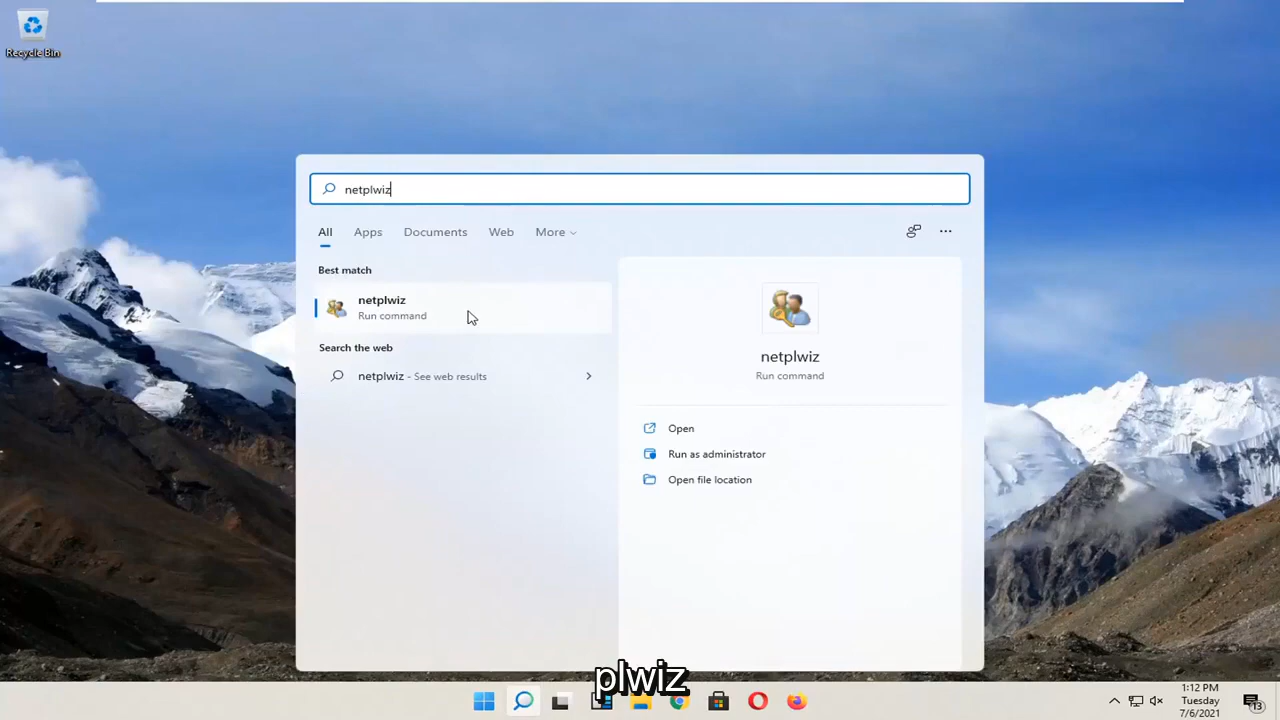 Recycle Bin
netplwiz
All Apps Documents Web More
Best match
netplwiz
Run command
Search the web
netplwiz - See web results
netplwiz
Run command
Open
Run as administrator
Open file location
plwiz
1:12 PM
Tuesday
7/6/2021
13